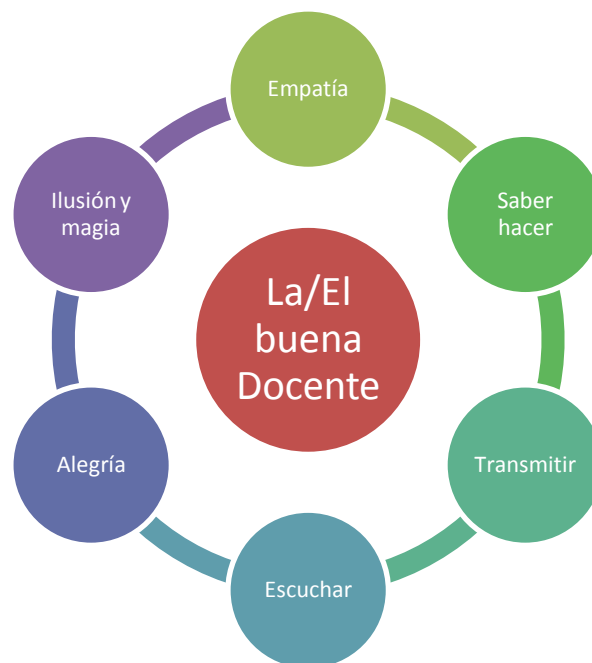 Empatía
Saber
hacer
Transmitir
Escuchar
Alegría
Ilusión y
magia
La/El
buena
Docente